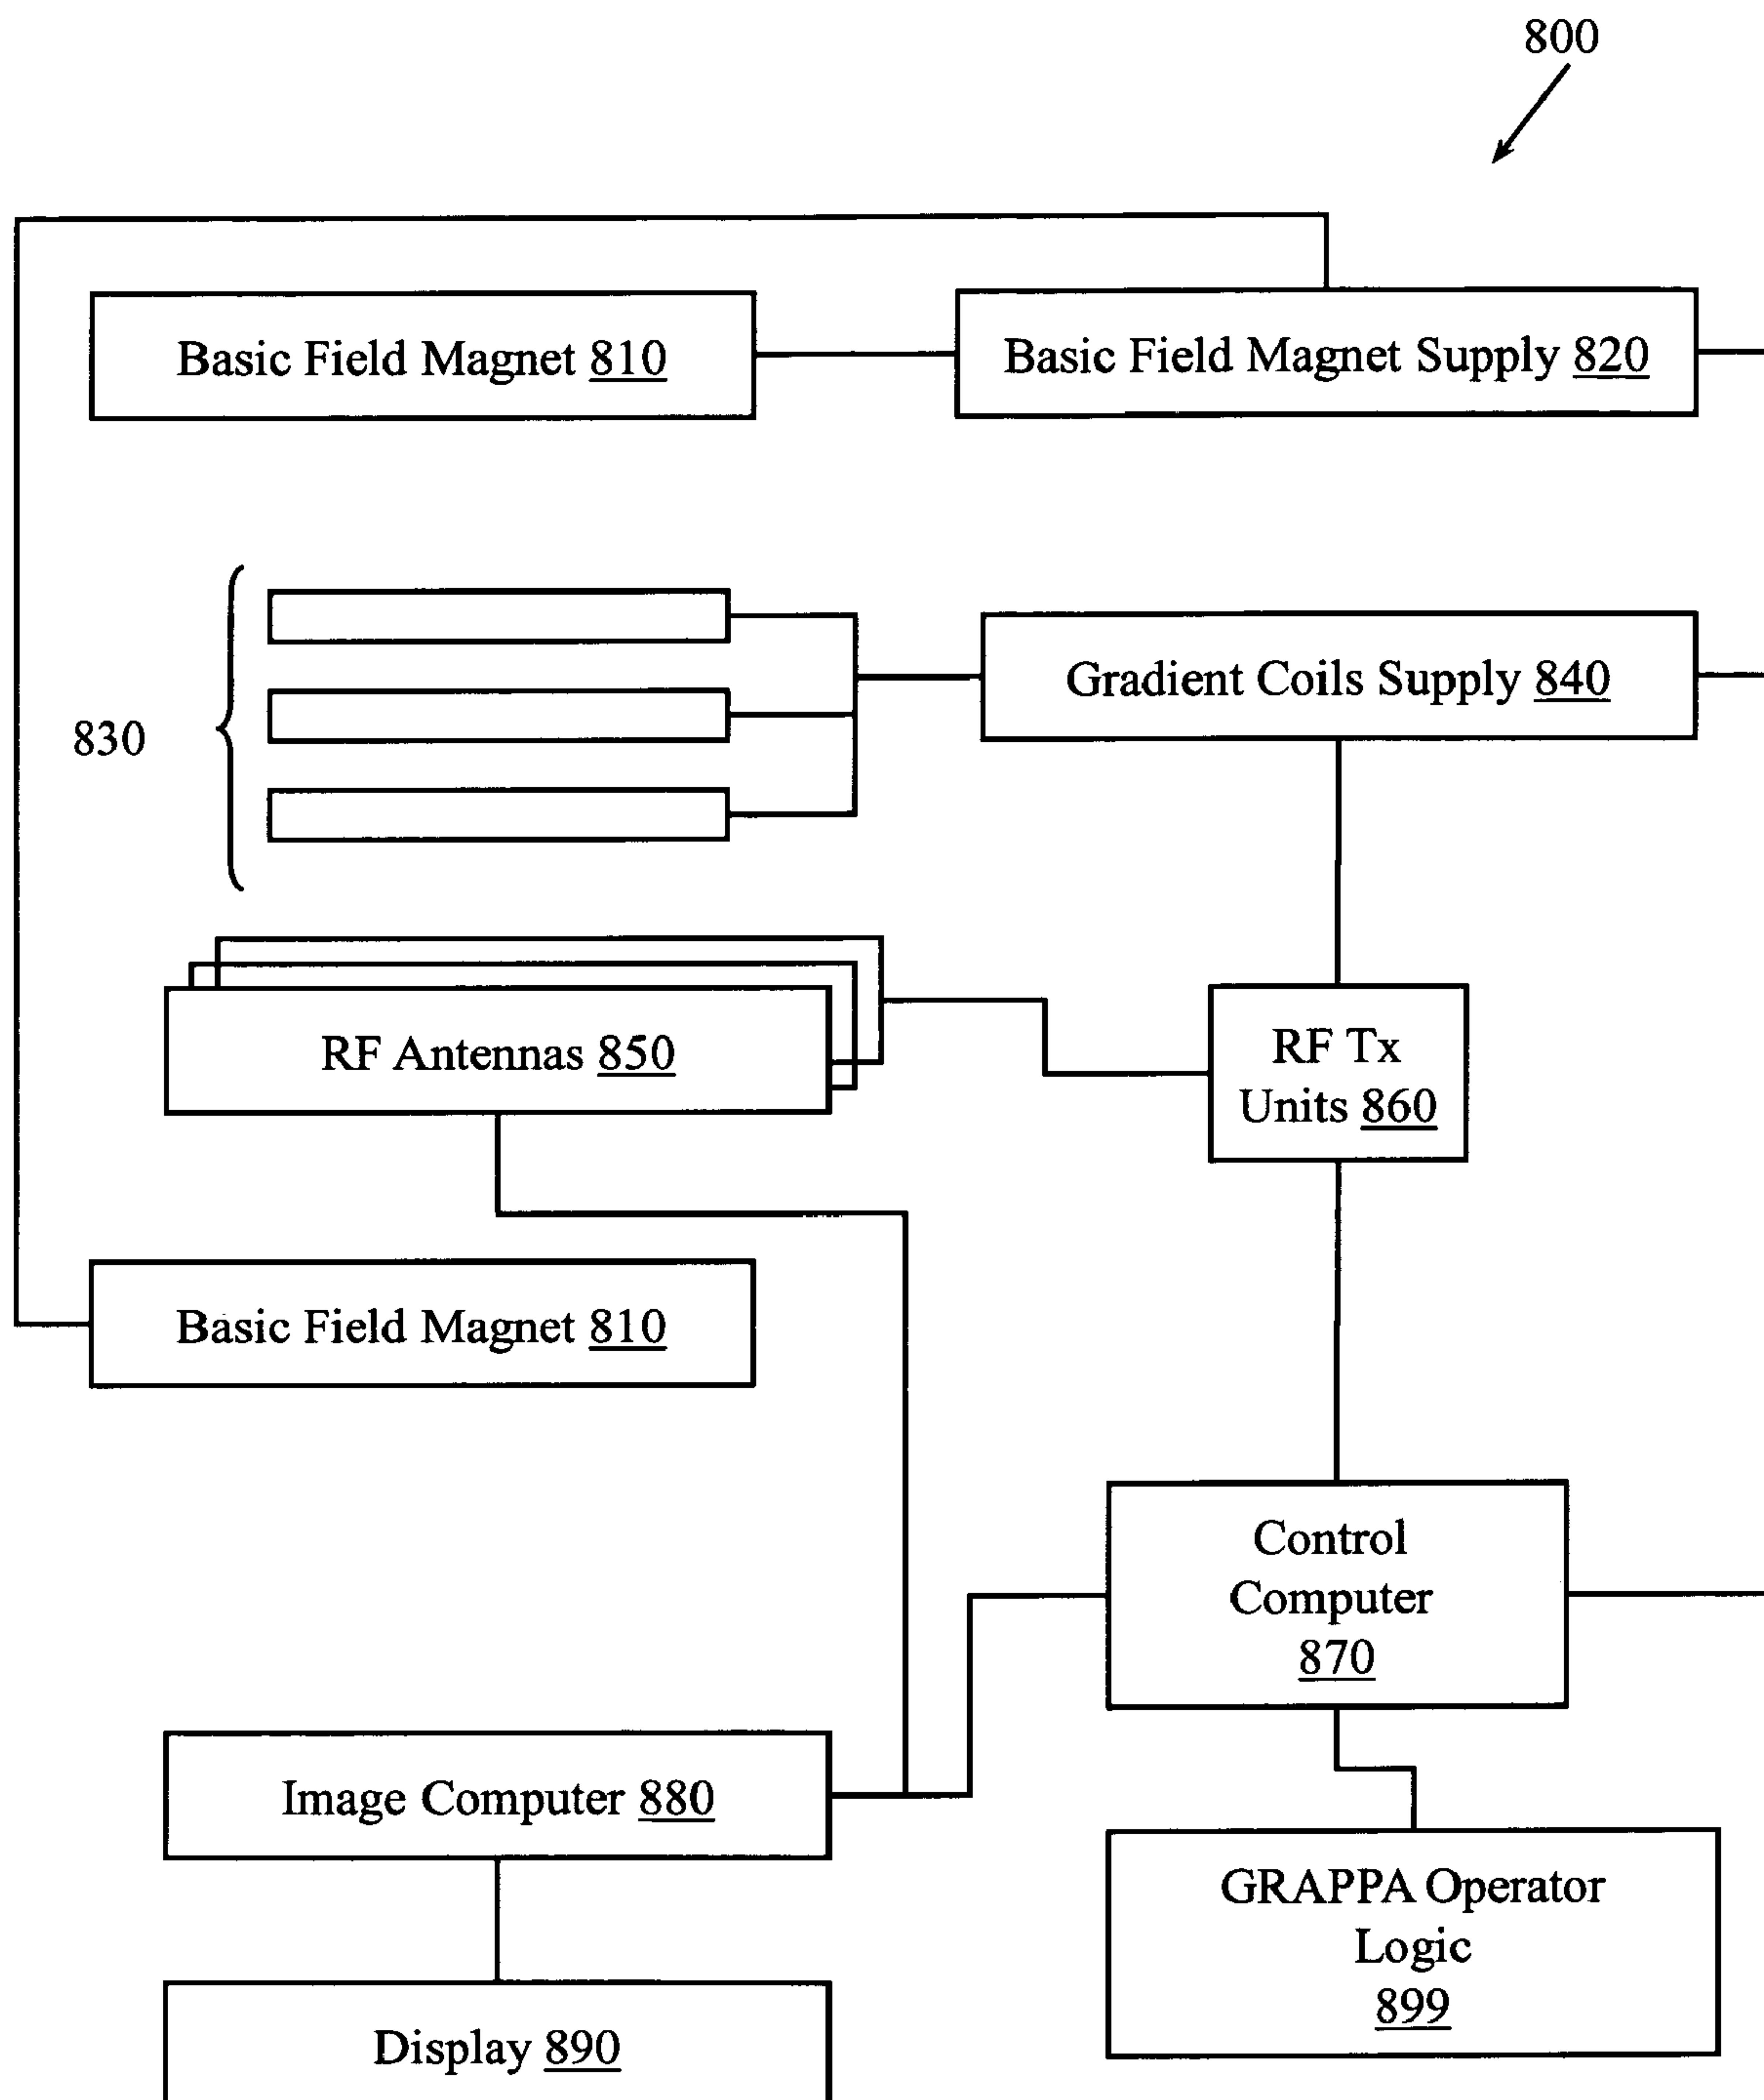 800
Basic Field Magnet 810
Basic Field Magnet Supply 820
830
Gradient Coils Supply 840
RF Antennas 850
RF Tx
Units 860
Basic Field Magnet 810
Control
Computer
870
Image Computer 880
GRAPPA Operator
Logic
899
Display 890